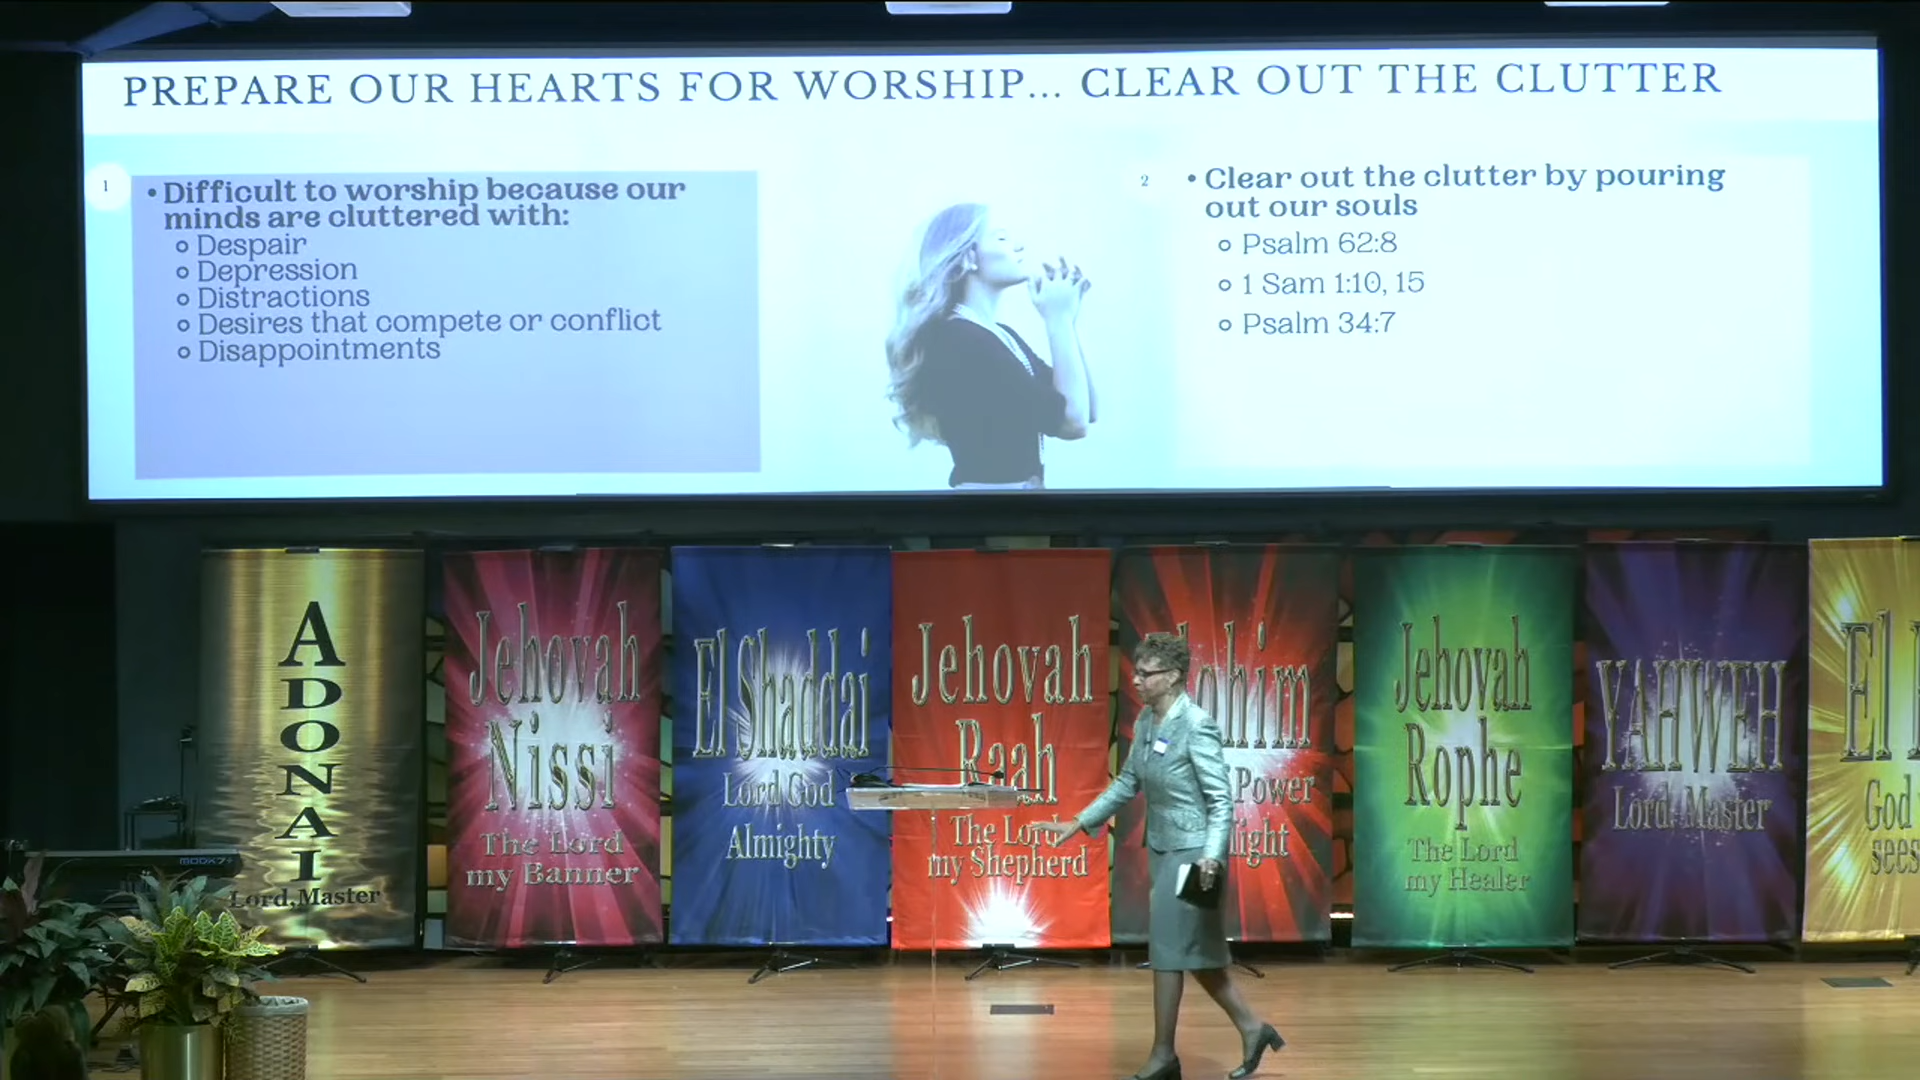 PREPARE OUR HEARTS FOR WORSHIP... CLEAR OUT THE CLUTTER
1
• Difficult to worship because our
minds are cluttered with:
Despair
Depression
Distractions
Desires that compete or conflict
Disappointments
2
• Clear out the clutter by pouring
out our souls
Psalm 62:8
1 Sam 1:10, 15
Psalm 34:7
ADONAI
Lord, Master
Jehovah
Nissi
The Lord
my Banner
El Shaddai
Lord God
Almighty
Jehovah
Raah
The Lord
my Shepherd
Power
Jehovah
Rophe
The Lord
my Healer
YAHWEH
Lord, Master
El
God
sees
MODX7+